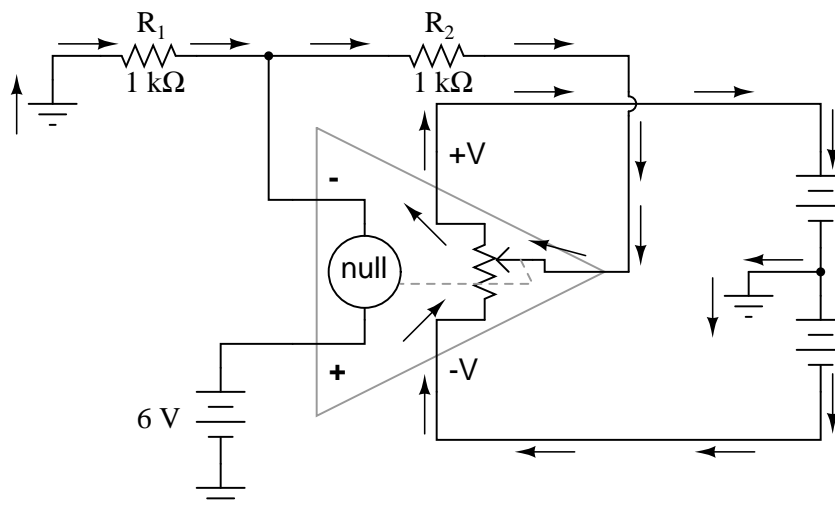 R1 R2
1 kΩ 1 kΩ
+V
-
null
+
-V
6 V